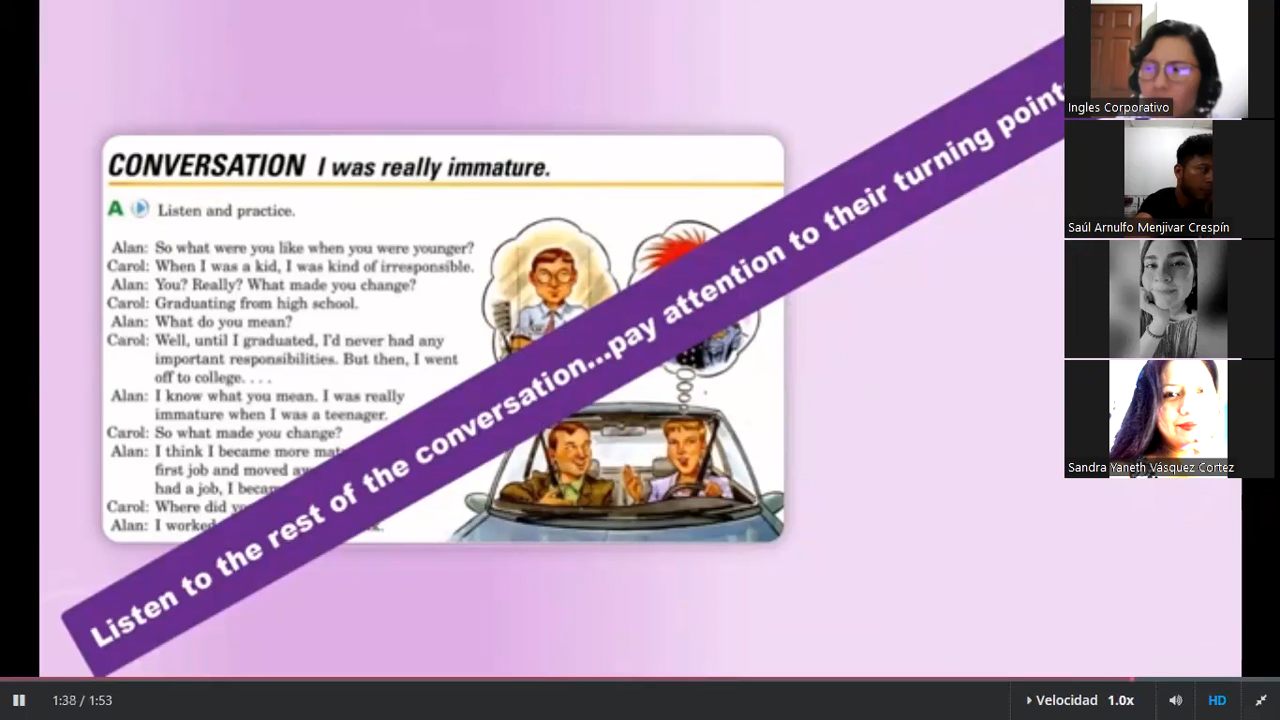 CONVERSATION I was really immature.
A Listen and practice.
Alan: So what were you like when you were younger?
Carol: When I was a kid, I was kind of irresponsible.
Alan: You? Really? What made you change?
Carol: Graduating from high school.
Alan: What do you mean?
Carol: Well, until I graduated, I'd never had any
important responsibilities. But then, I went
off to college. . . .
Alan: I know what you mean. I was really
immature when I was a teenager.
Carol: So what made you change?
Alan: I think I became more
first job and moved
had a job, I
Carol: Where did
Alan: I worked
Listen to the rest of the conversation...pay attention to their turning point
Ingles Corporativo
Saúl Arnulfo Menjivar Crespín
Sandra Yaneth Vásquez Cortez
1:38 / 1:53
Velocidad 1.0x
HD